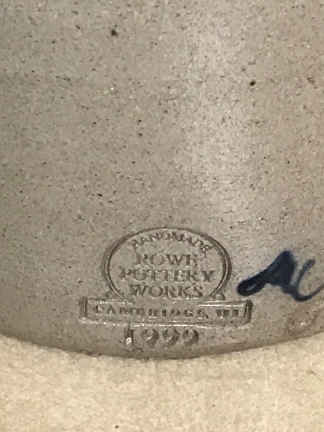 HANDMADE
ROWE
POTTERY
WORKS
CAMBRIDGE, WI
1999